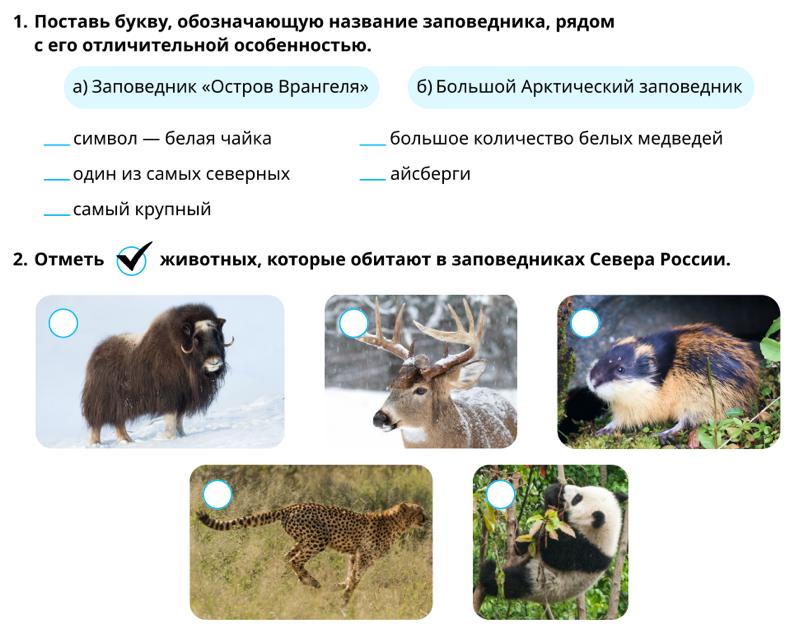 1. Поставь букву, обозначающую название заповедника, рядом
с его отличительной особенностью.
а) Заповедник «Остров Врангеля»
б) Большой Арктический заповедник
___ символ — белая чайка
___ большое количество белых медведей
___ один из самых северных
___ айсберги
___ самый крупный
2. Отметь животных, которые обитают в заповедниках Севера России.